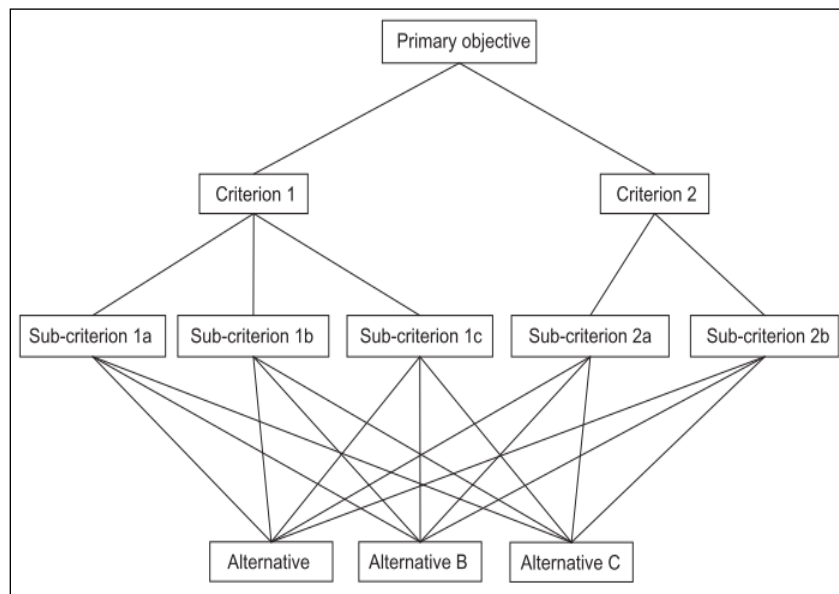 Primary objective
Criterion 1
Criterion 2
Sub-criterion 1a
Sub-criterion 1b
Sub-criterion 1c
Sub-criterion 2a
Sub-criterion 2b
Alternative
Alternative B
Alternative C